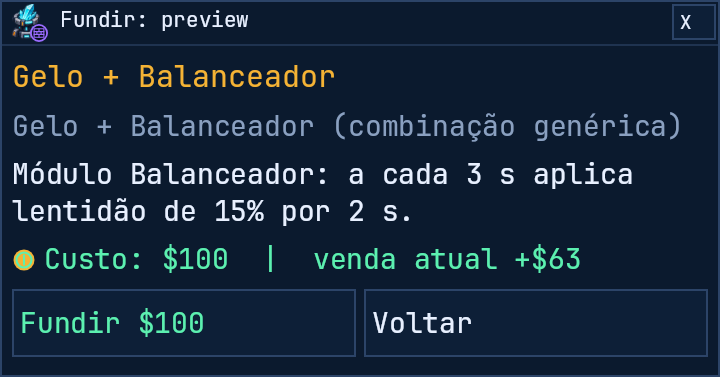 Fundir: preview
X
Gelo + Balanceador
Gelo + Balanceador (combinação genérica)
Módulo Balanceador: a cada 3 s aplica
lentidão de 15% por 2 s.
Custo: $100 | venda atual +$63
Fundir $100
Voltar